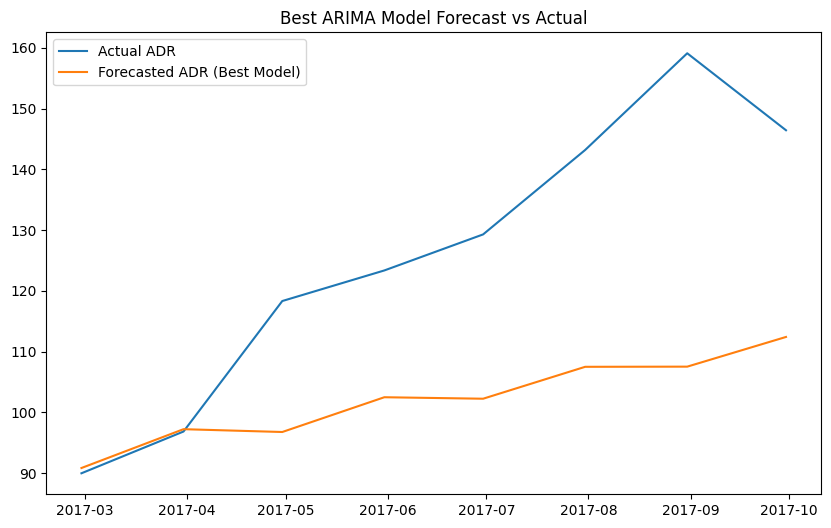 Best ARIMA Model Forecast vs Actual
Actual ADR
Forecasted ADR (Best Model)
160
150
140
130
120
110
100
90
2017-03 2017-04 2017-05 2017-06 2017-07 2017-08 2017-09 2017-10